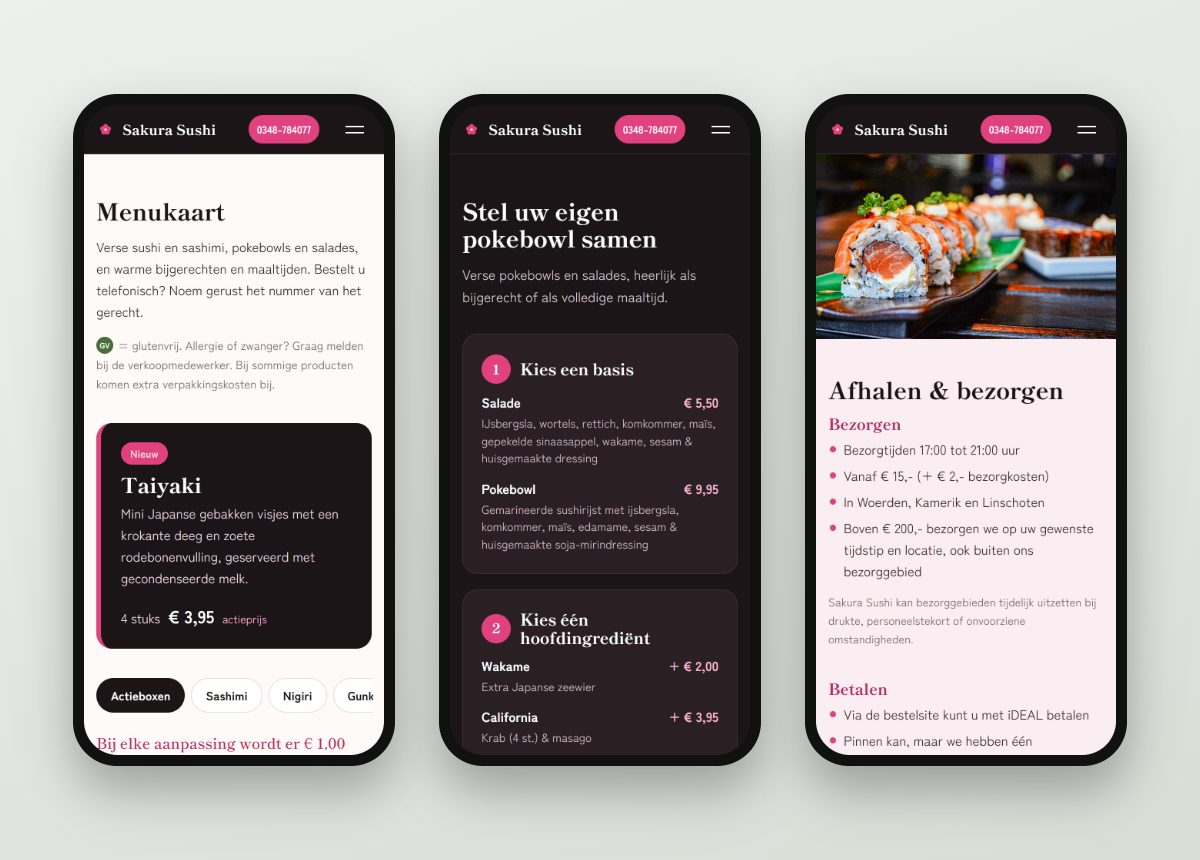 Sakura Sushi
0348-784077
Menukaart
Verse sushi en sashimi, pokebowls en salades,
en warme bijgerechten en maaltijden. Bestelt u
telefonisch? Noem gerust het nummer van het
gerecht.
GV = glutenvrij. Allergie of zwanger? Graag melden
bij de verkoopmedewerker. Bij sommige producten
komen extra verpakkingskosten bij.
Nieuw
Taiyaki
Mini Japanse gebakken visjes met een
krokante deeg en zoete
rodebonenvulling, geserveerd met
gecondenseerde melk.
4 stuks € 3,95 actieprijs
Actieboxen Sashimi Nigiri Gunk
Bij elke aanpassing wordt er € 1,00
Sakura Sushi
0348-784077
Stel uw eigen
pokebowl samen
Verse pokebowls en salades, heerlijk als
bijgerecht of als volledige maaltijd.
1 Kies een basis
Salade € 5,50
IJsbergsla, wortels, rettich, komkommer, maïs,
gepekelde sinaasappel, wakame, sesam &
huisgemaakte dressing
Pokebowl € 9,95
Gemarineerde sushirijst met ijsbergsla,
komkommer, maïs, edamame, sesam &
huisgemaakte soja-mirindressing
2 Kies één
hoofdingrediënt
Wakame + € 2,00
Extra Japanse zeewier
California + € 3,95
Krab (4 st.) & masago
Sakura Sushi
0348-784077
Afhalen & bezorgen
Bezorgen
Bezorgtijden 17:00 tot 21:00 uur
Vanaf € 15,- (+ € 2,- bezorgkosten)
In Woerden, Kamerik en Linschoten
Boven € 200,- bezorgen we op uw gewenste
tijdstip en locatie, ook buiten ons
bezorggebied
Sakura Sushi kan bezorggebieden tijdelijk uitzetten bij
drukte, personeelstekort of onvoorziene
omstandigheden.
Betalen
Via de bestelsite kunt u met iDEAL betalen
Pinnen kan, maar we hebben één